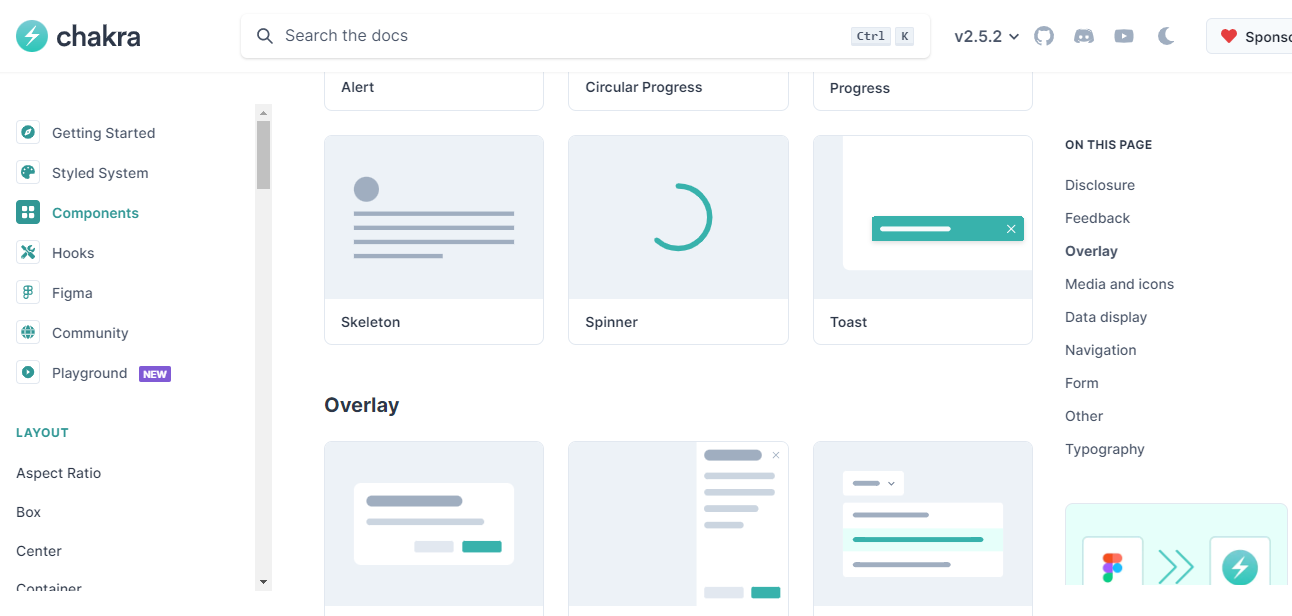 chakra
Search the docs
Ctrl K
v2.5.2
Alert
Circular Progress
Progress
Getting Started
Styled System
Components
Hooks
Figma
Community
Playground NEW
LAYOUT
Aspect Ratio
Box
Center
Container
Skeleton
Spinner
Toast
Overlay
ON THIS PAGE
Disclosure
Feedback
Overlay
Media and icons
Data display
Navigation
Form
Other
Typography